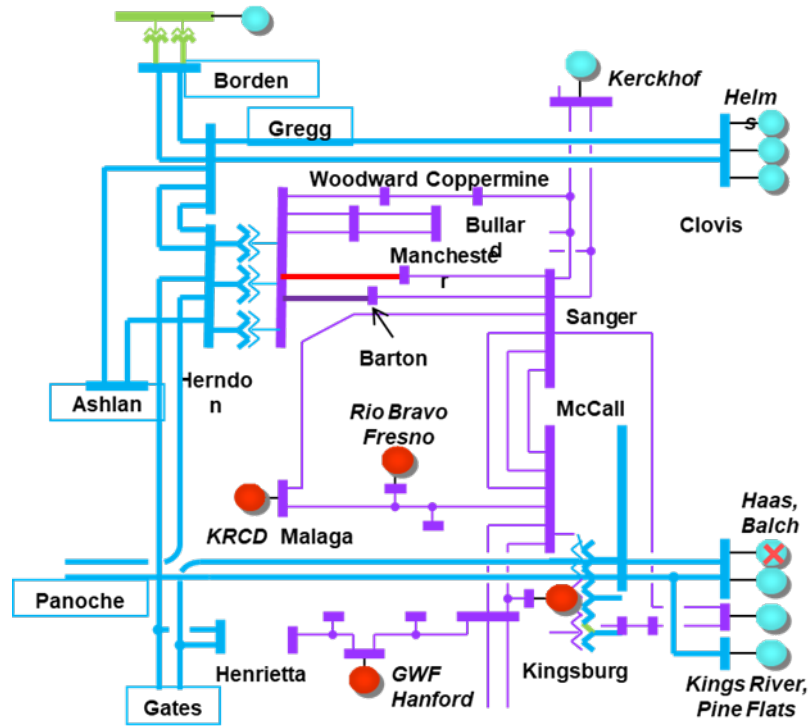 Borden
Kerckhof
Helm
s
Gregg
Woodward Coppermine
Bullar
d
Clovis
Mancheste
r
Sanger
Barton
Herndo
n
Ashlan
McCall
Rio Bravo
Fresno
Haas,
Balch
KRCD Malaga
Panoche
Henrietta
GWF
Hanford
Kingsburg
Kings River,
Pine Flats
Gates